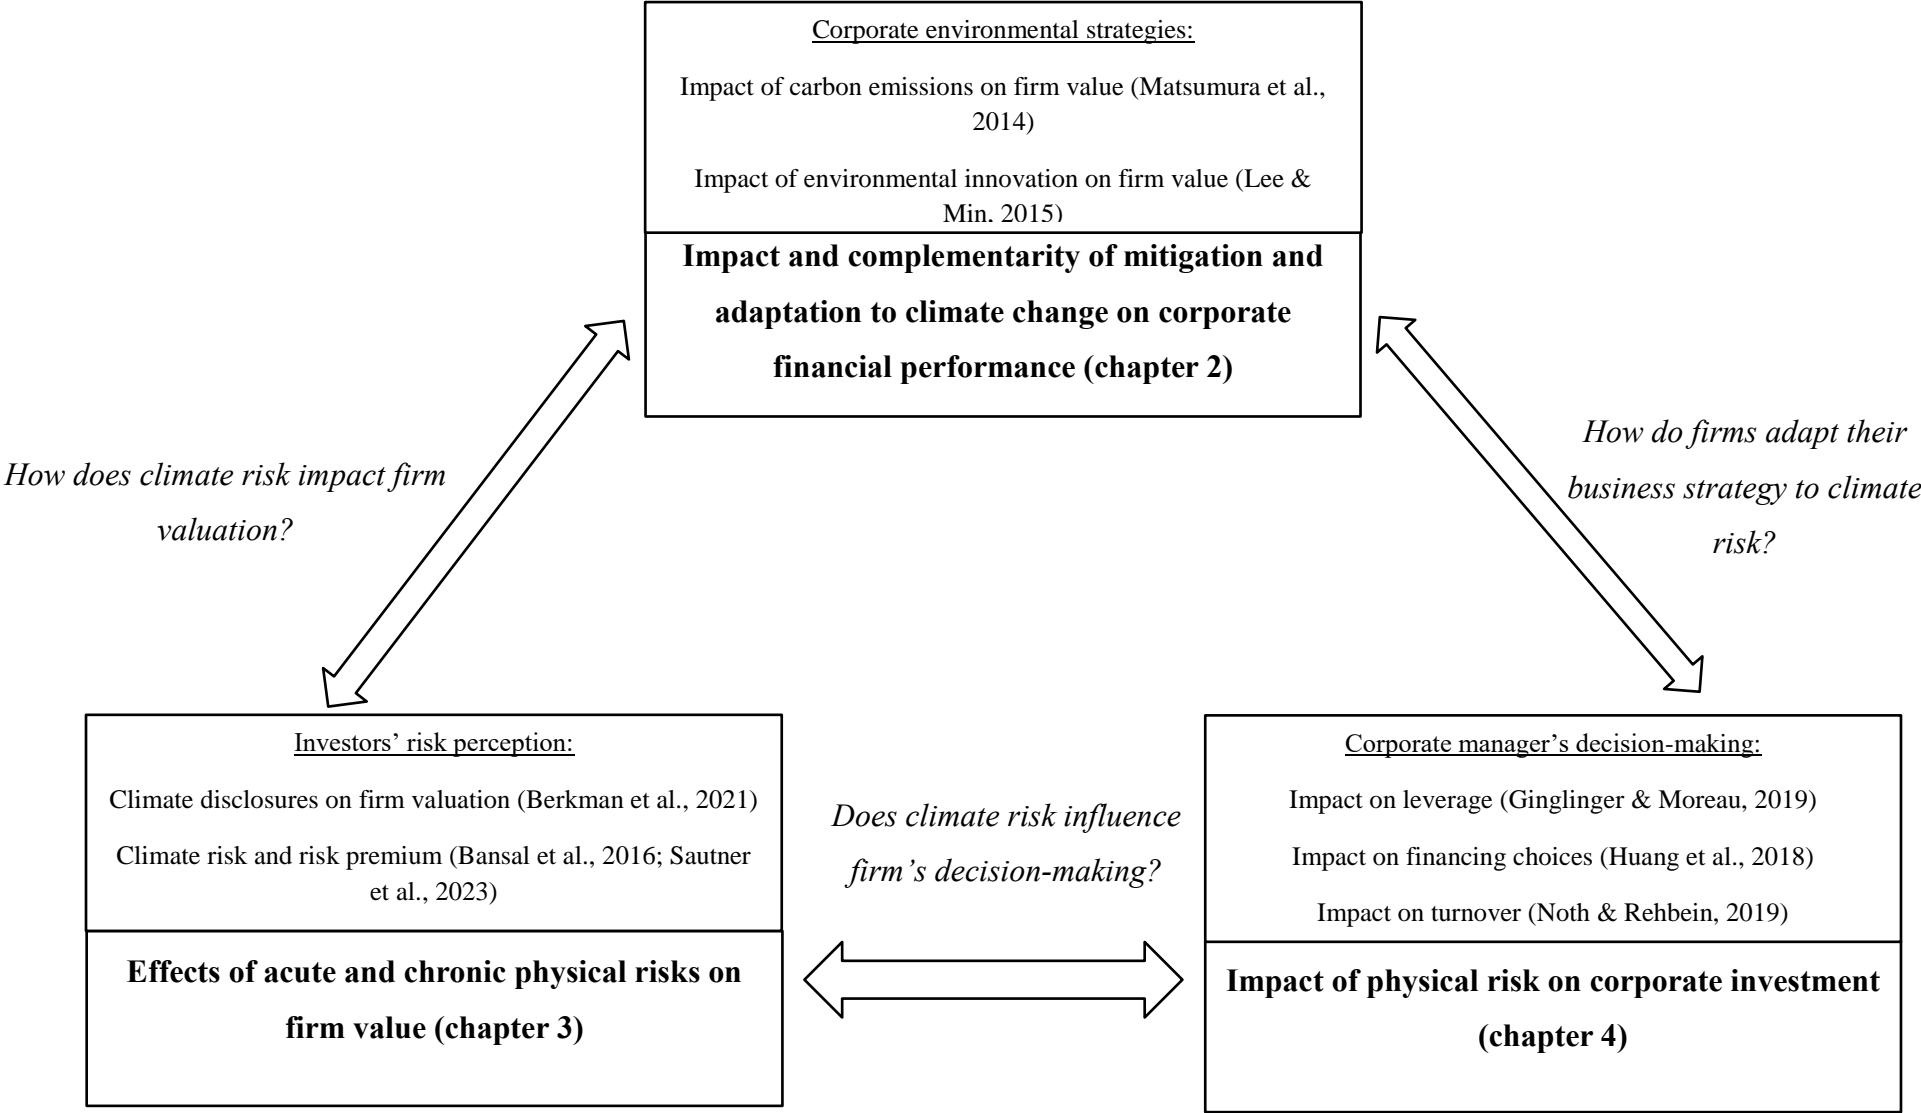 Corporate environmental strategies:
Impact of carbon emissions on firm value (Matsumura et al.,
2014)
Impact of environmental innovation on firm value (Lee &
Min, 2015)
Impact and complementarity of mitigation and
adaptation to climate change on corporate
financial performance (chapter 2)
How does climate risk impact firm
valuation?
How do firms adapt their
business strategy to climate
risk?
Investors’ risk perception:
Climate disclosures on firm valuation (Berkman et al., 2021)
Climate risk and risk premium (Bansal et al., 2016; Sautner
et al., 2023)
Effects of acute and chronic physical risks on
firm value (chapter 3)
Does climate risk influence
firm’s decision-making?
Corporate manager’s decision-making:
Impact on leverage (Ginglinger & Moreau, 2019)
Impact on financing choices (Huang et al., 2018)
Impact on turnover (Noth & Rehbein, 2019)
Impact of physical risk on corporate investment
(chapter 4)